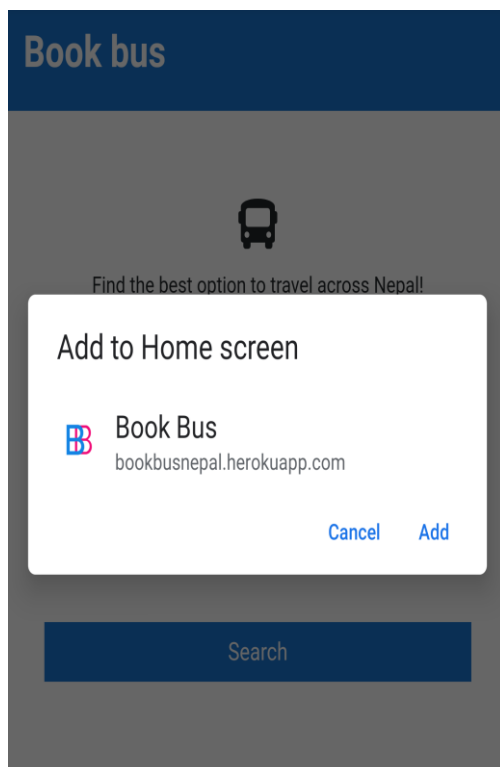 Book bus
Find the best option to travel across Nepal!
Add to Home screen
BB
Book Bus
bookbusnepal.herokuapp.com
Cancel Add
Search